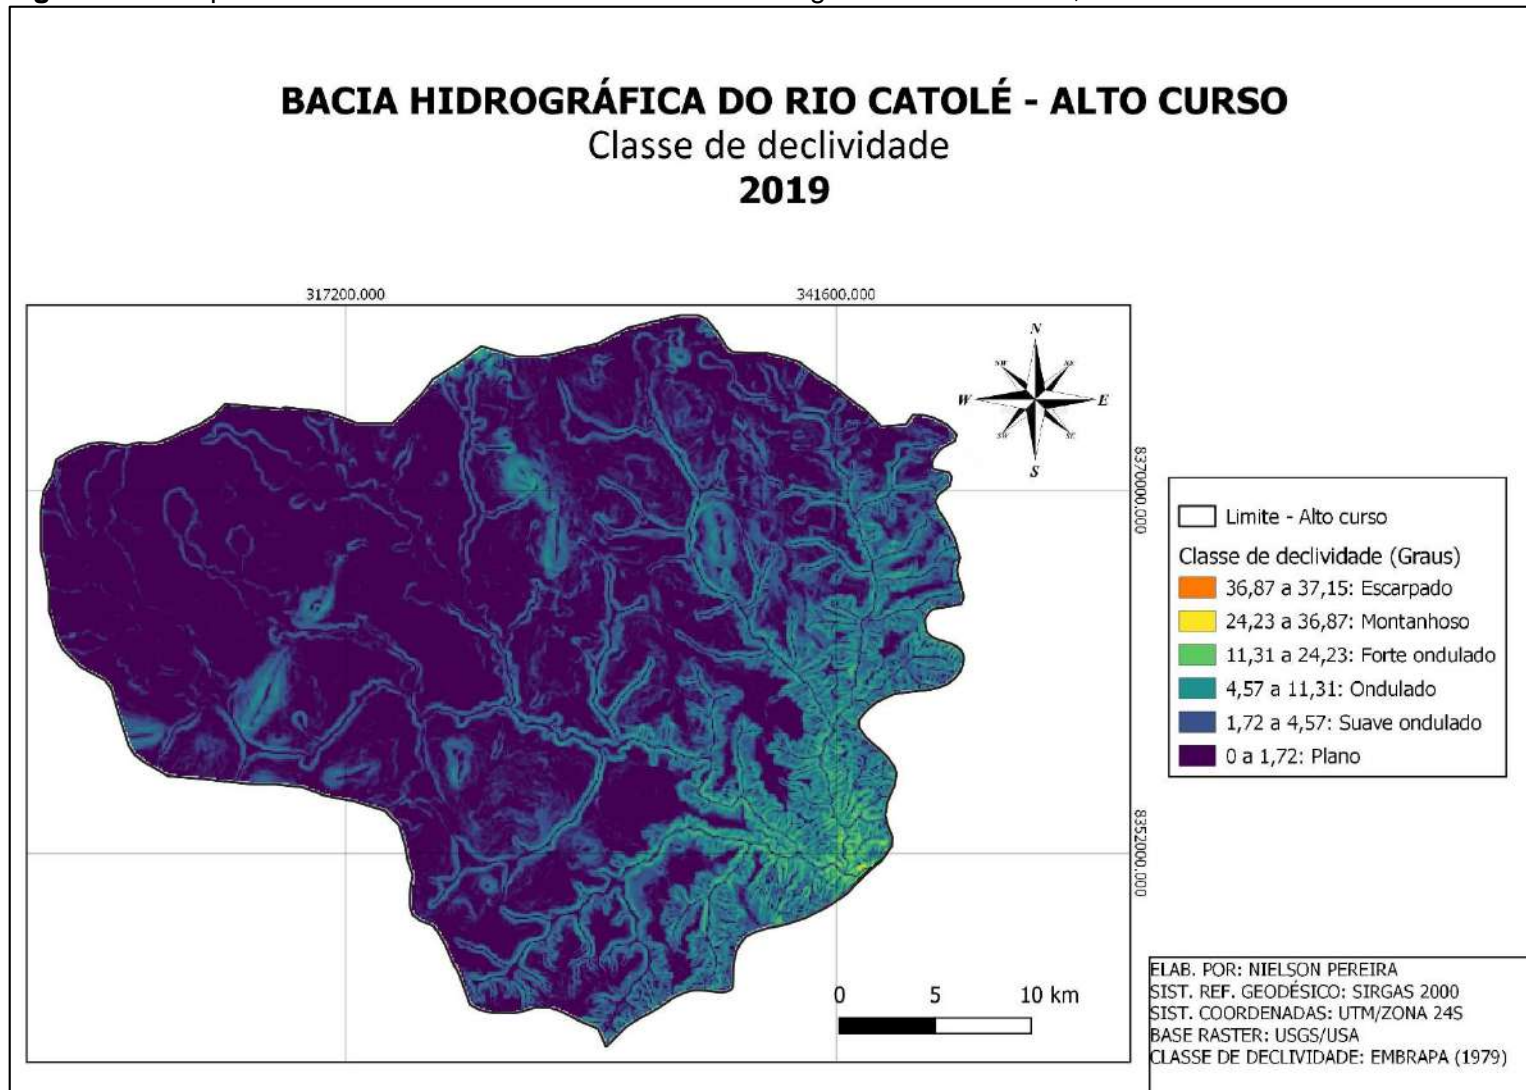 BACIA HIDROGRÁFICA DO RIO CATOLÉ - ALTO CURSO
Classe de declividade
2019
317200.000
341600.000
N
NW
NE
W
E
SW
SE
S
8370000.000
8352000.000
Limite - Alto curso
Classe de declividade (Graus)
36,87 a 37,15: Escarpado
24,23 a 36,87: Montanhoso
11,31 a 24,23: Forte ondulado
4,57 a 11,31: Ondulado
1,72 a 4,57: Suave ondulado
0 a 1,72: Plano
0 5 10 km
ELAB. POR: NIELSON PEREIRA
SIST. REF. GEODÉSICO: SIRGAS 2000
SIST. COORDENADAS: UTM/ZONA 24S
BASE RASTER: USGS/USA
CLASSE DE DECLIVIDADE: EMBRAPA (1979)